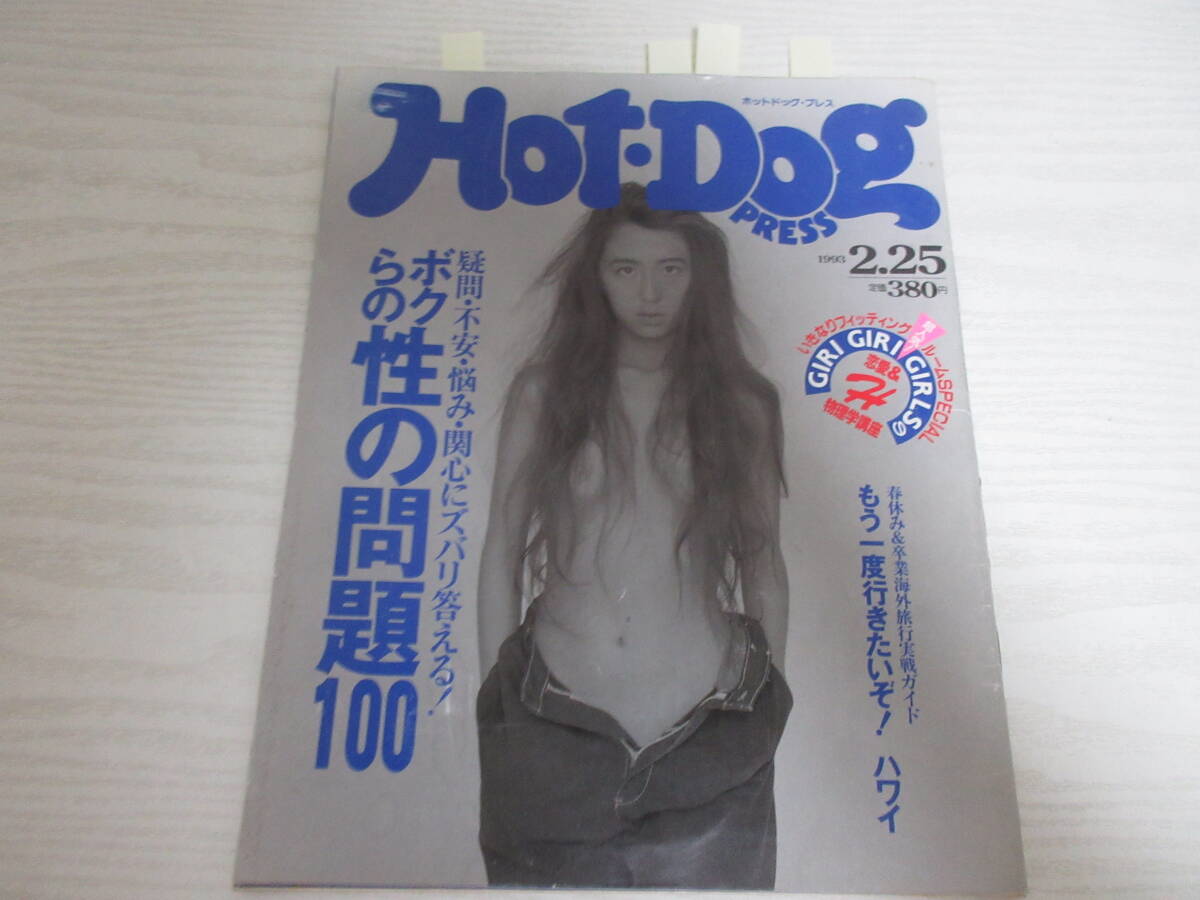 ホットドック・プレス
Hot・Dog
PRESS
1993 2.25
定価380円
疑問・不安・悩み・関心にズバリ答える!
ボク
らの
性の問題
100
いきなりフィッティングルームSPECIAL
GIRI GIRI GIRLSの
恋愛&
物理学講座
春休み&卒業海外旅行実戦ガイド
もう一度行きたいぞ! ハワイ